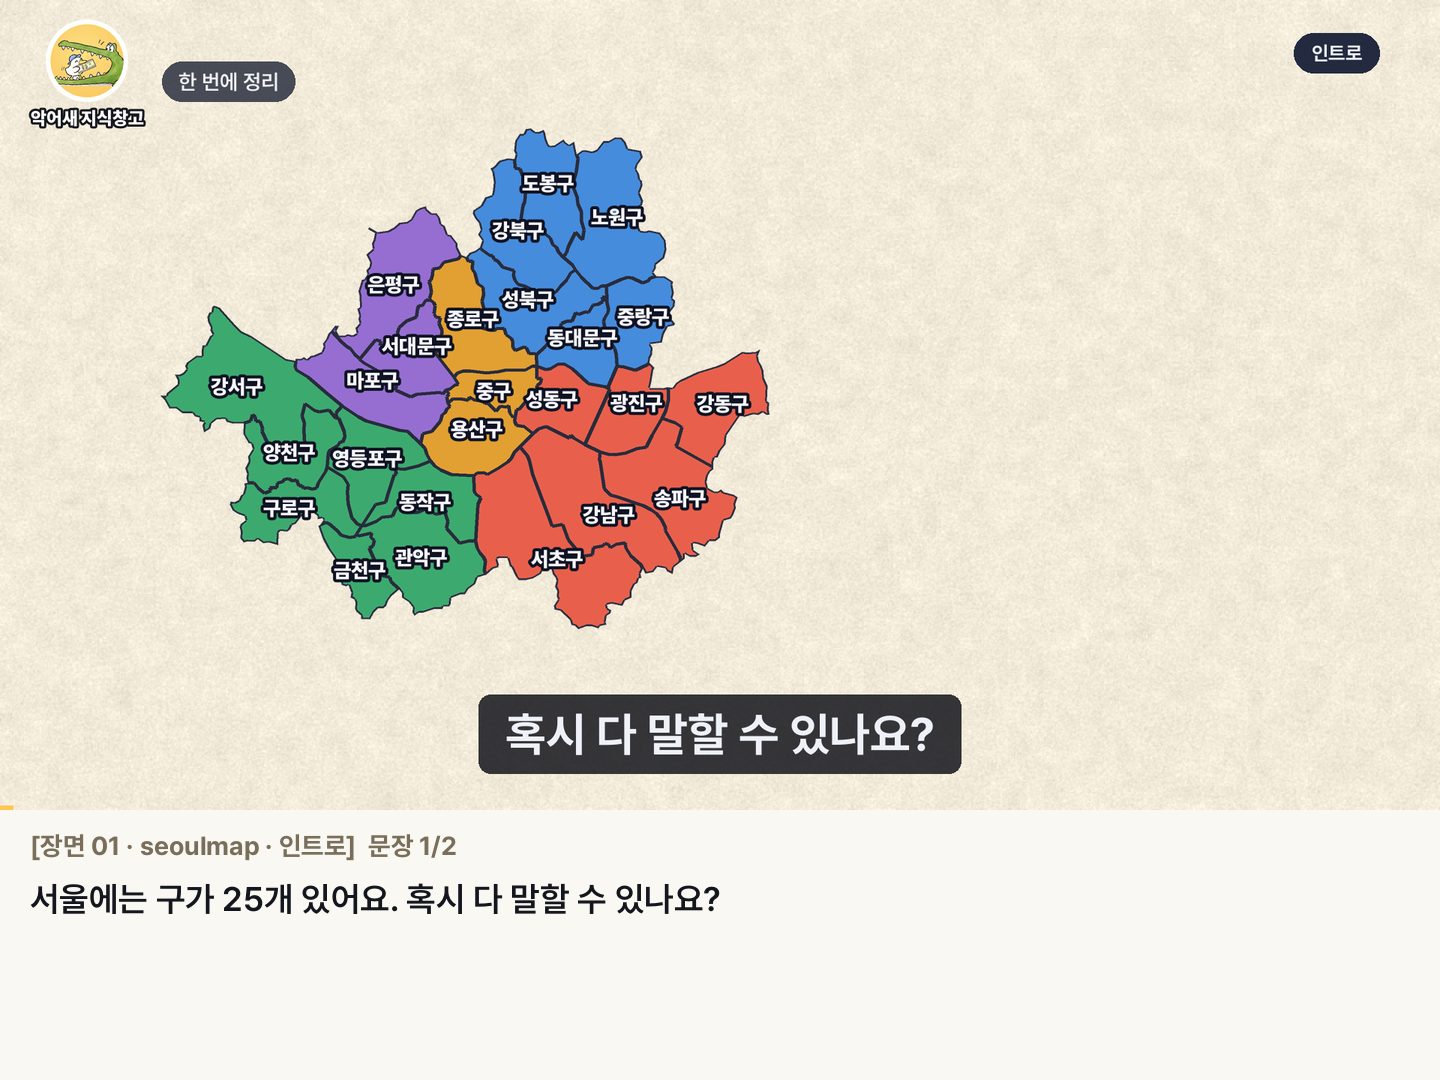 악어새 지식창고
한 번에 정리
인트로
도봉구
노원구
강북구
은평구
성북구
종로구
중랑구
동대문구
서대문구
마포구
강서구
중구
성동구
광진구
강동구
용산구
양천구
영등포구
동작구
송파구
구로구
강남구
관악구
서초구
금천구
혹시 다 말할 수 있나요?
[장면 01 · seoulmap · 인트로] 문장 1/2
서울에는 구가 25개 있어요. 혹시 다 말할 수 있나요?